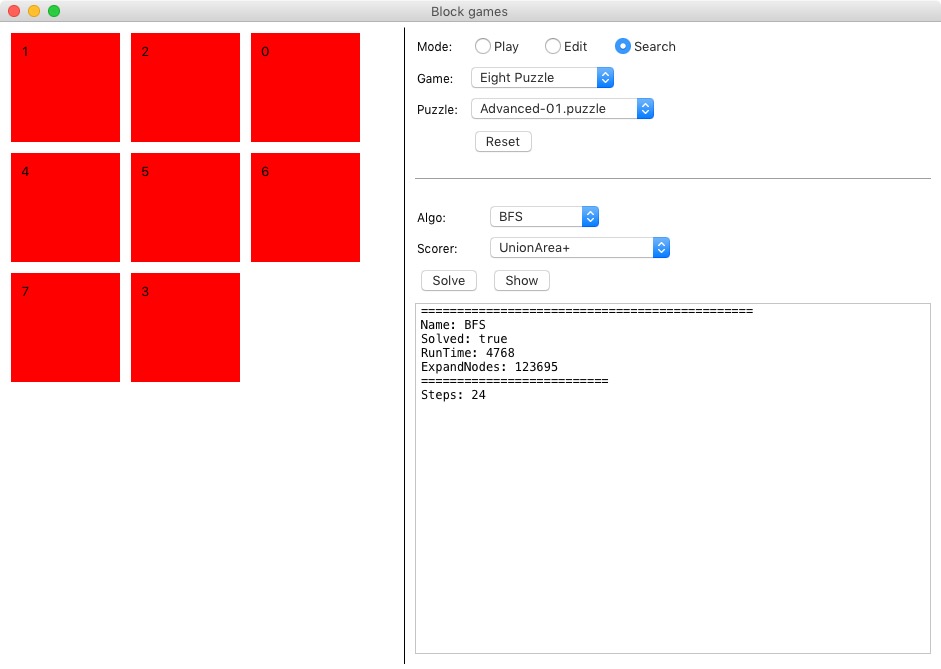 Block games
1 2 0
4 5 6
7 3
Mode: Play Edit Search
Game: Eight Puzzle
Puzzle: Advanced-01.puzzle
Reset
Algo: BFS
Scorer: UnionArea+
Solve Show
==============================================
Name: BFS
Solved: true
RunTime: 4768
ExpandNodes: 123695
==========================
Steps: 24